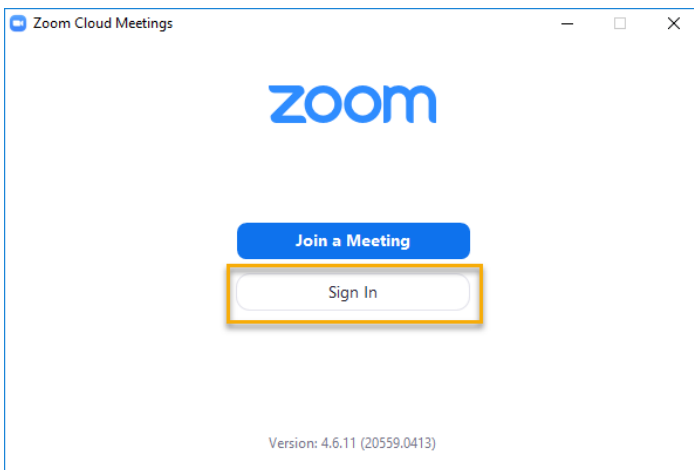 Zoom Cloud Meetings
zoom
Join a Meeting
Sign In
Version: 4.6.11 (20559.0413)